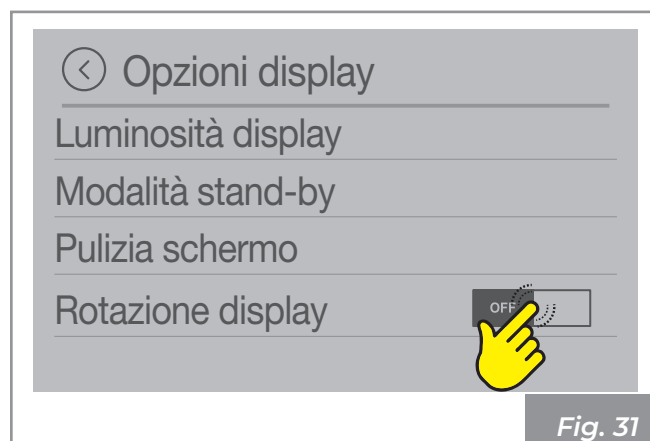 Opzioni display
Luminosità display
Modalità stand-by
Pulizia schermo
Rotazione display
OFF
Fig. 31